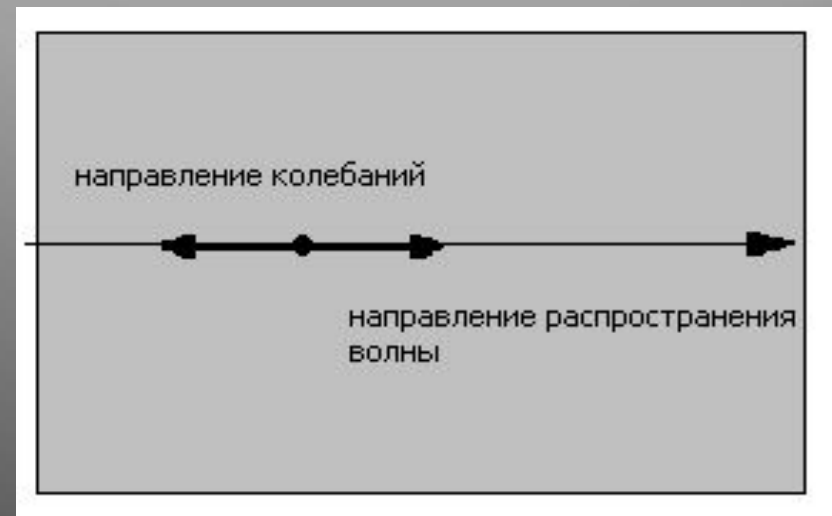 направление колебаний
направление распространения
волны